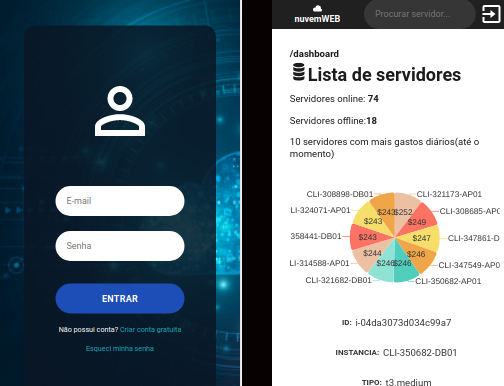 E-mail
Senha
ENTRAR
Não possui conta? Criar conta gratuita
Esqueci minha senha
nuvemWEB
Procurar servidor...
/dashboard
Lista de servidores
Servidores online: 74
Servidores offline:18
10 servidores com mais gastos diários(até o
momento)
CLI-308898-DB01
CLI-321173-AP01
LI-324071-AP01
$243
$252
CLI-308685-AP0
$243
$249
358441-DB01
$243
$247
CLI-347861-D
$244
$246
LI-314588-AP01
$246
$246
CLI-347549-AP0
CLI-321682-DB01
CLI-350682-AP01
ID: i-04da3073d034c99a7
INSTANCIA: CLI-350682-DB01
TIPO: t3.medium